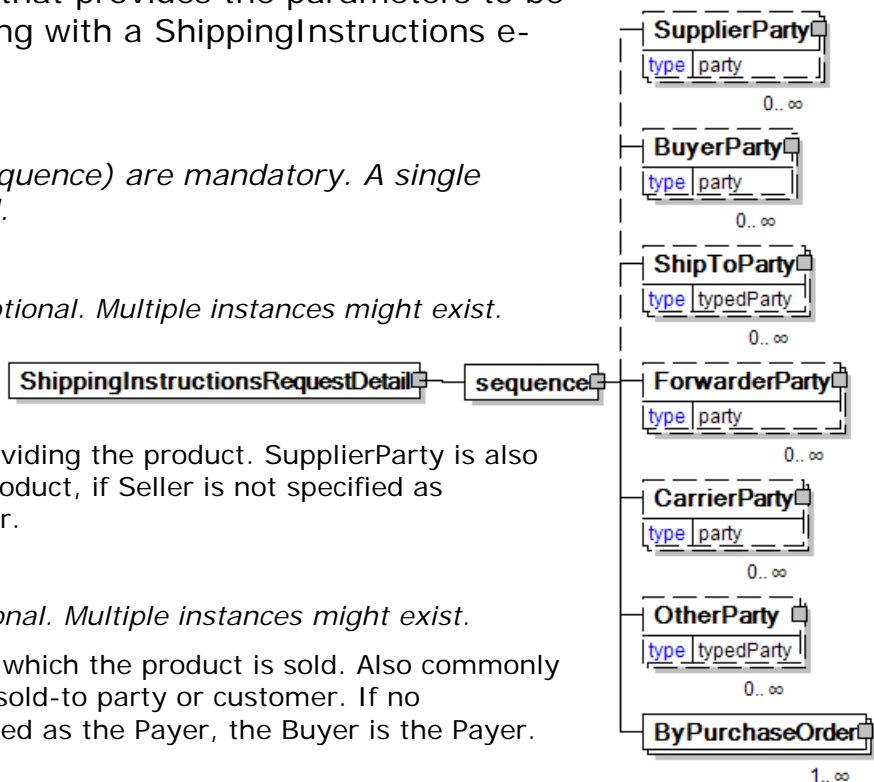 that provides the parameters to be
ng with a ShippingInstructions e-
quence) are mandatory. A single
ptional. Multiple instances might exist.
viding the product. SupplierParty is also
oduct, if Seller is not specified as
r.
onal. Multiple instances might exist.
which the product is sold. Also commonly
sold-to party or customer. If no
ed as the Payer, the Buyer is the Payer.
ShippingInstructionsRequestDetail
sequence
SupplierParty
type party
0.. ∞
BuyerParty
type party
0.. ∞
ShipToParty
type typedParty
0.. ∞
ForwarderParty
type party
0.. ∞
CarrierParty
type party
0.. ∞
OtherParty
type typedParty
0.. ∞
ByPurchaseOrder
1.. ∞